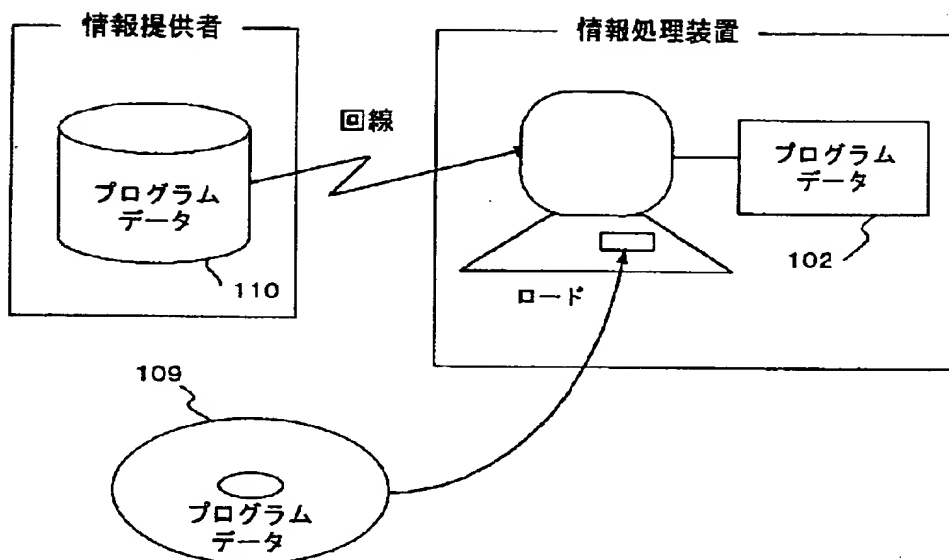 情報提供者
情報処理装置
回線
プログラム
データ
プログラム
データ
110
102
ロード
109
プログラム
データ